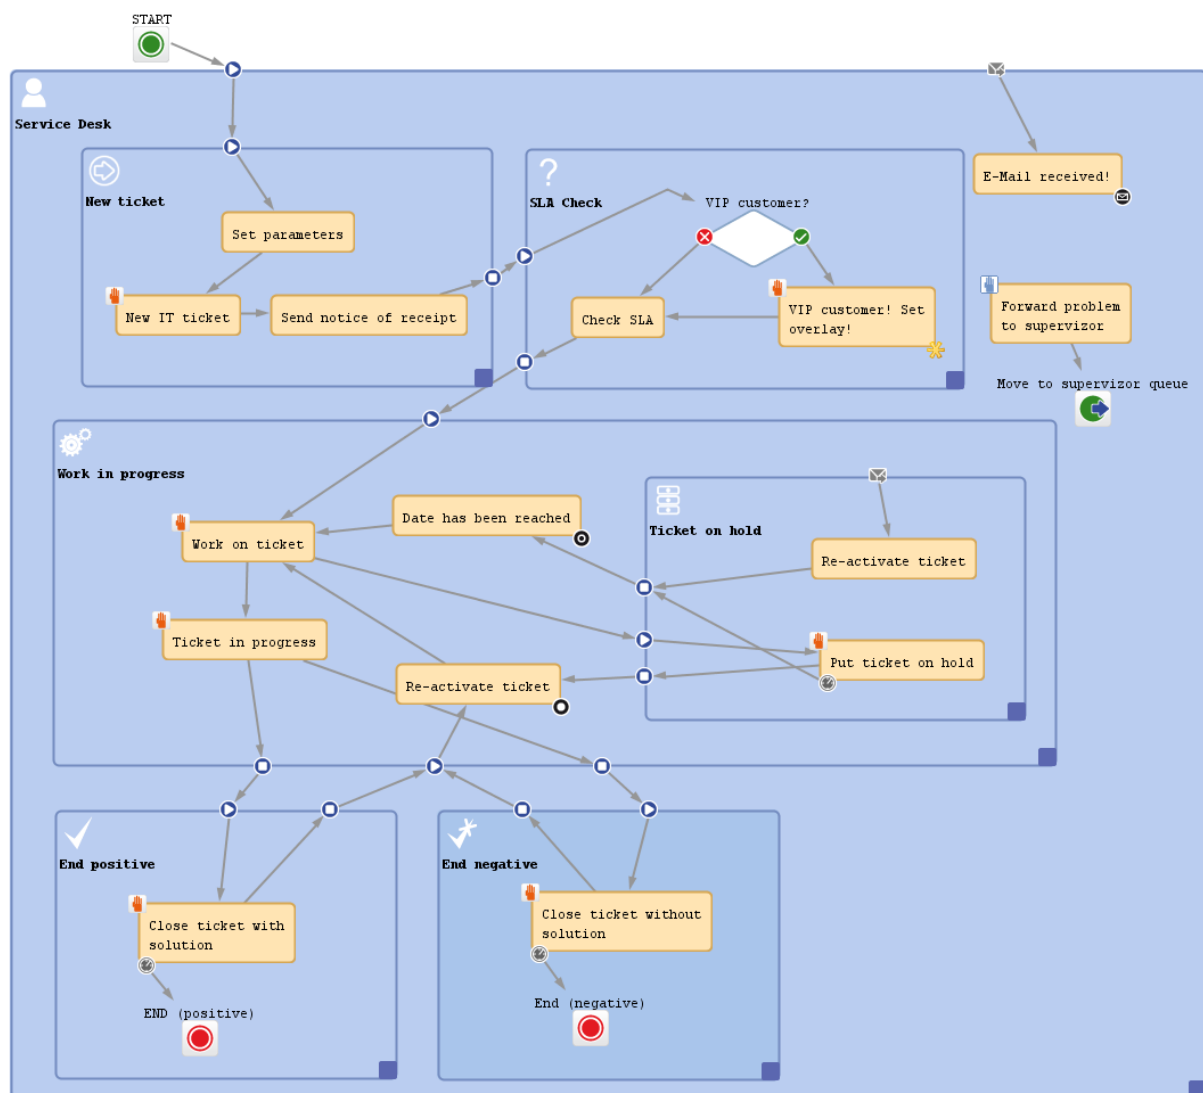 START
Service Desk
New ticket
Set parameters
New IT ticket
Send notice of receipt
SLA Check
VIP customer?
Check SLA
VIP customer! Set
overlay!
E-Mail received!
Forward problem
to supervizor
Move to supervizor queue
Work in progress
Date has been reached
Work on ticket
Ticket in progress
Re-activate ticket
Ticket on hold
Re-activate ticket
Put ticket on hold
End positive
Close ticket with
solution
END (positive)
End negative
Close ticket without
solution
End (negative)